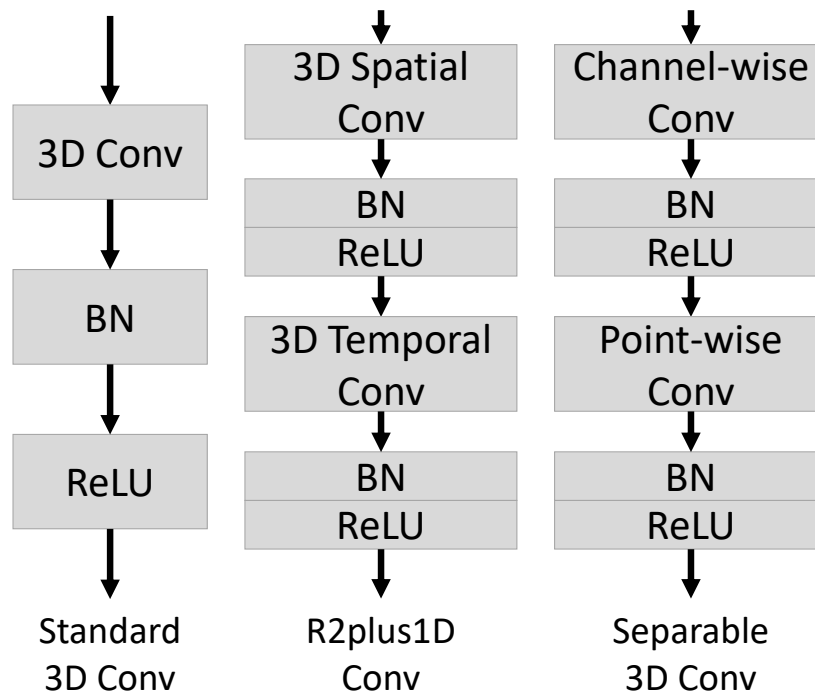 3D Conv
BN
ReLU
Standard
3D Conv
3D Spatial
Conv
BN
ReLU
3D Temporal
Conv
BN
ReLU
R2plus1D
Conv
Channel-wise
Conv
BN
ReLU
Point-wise
Conv
BN
ReLU
Separable
3D Conv